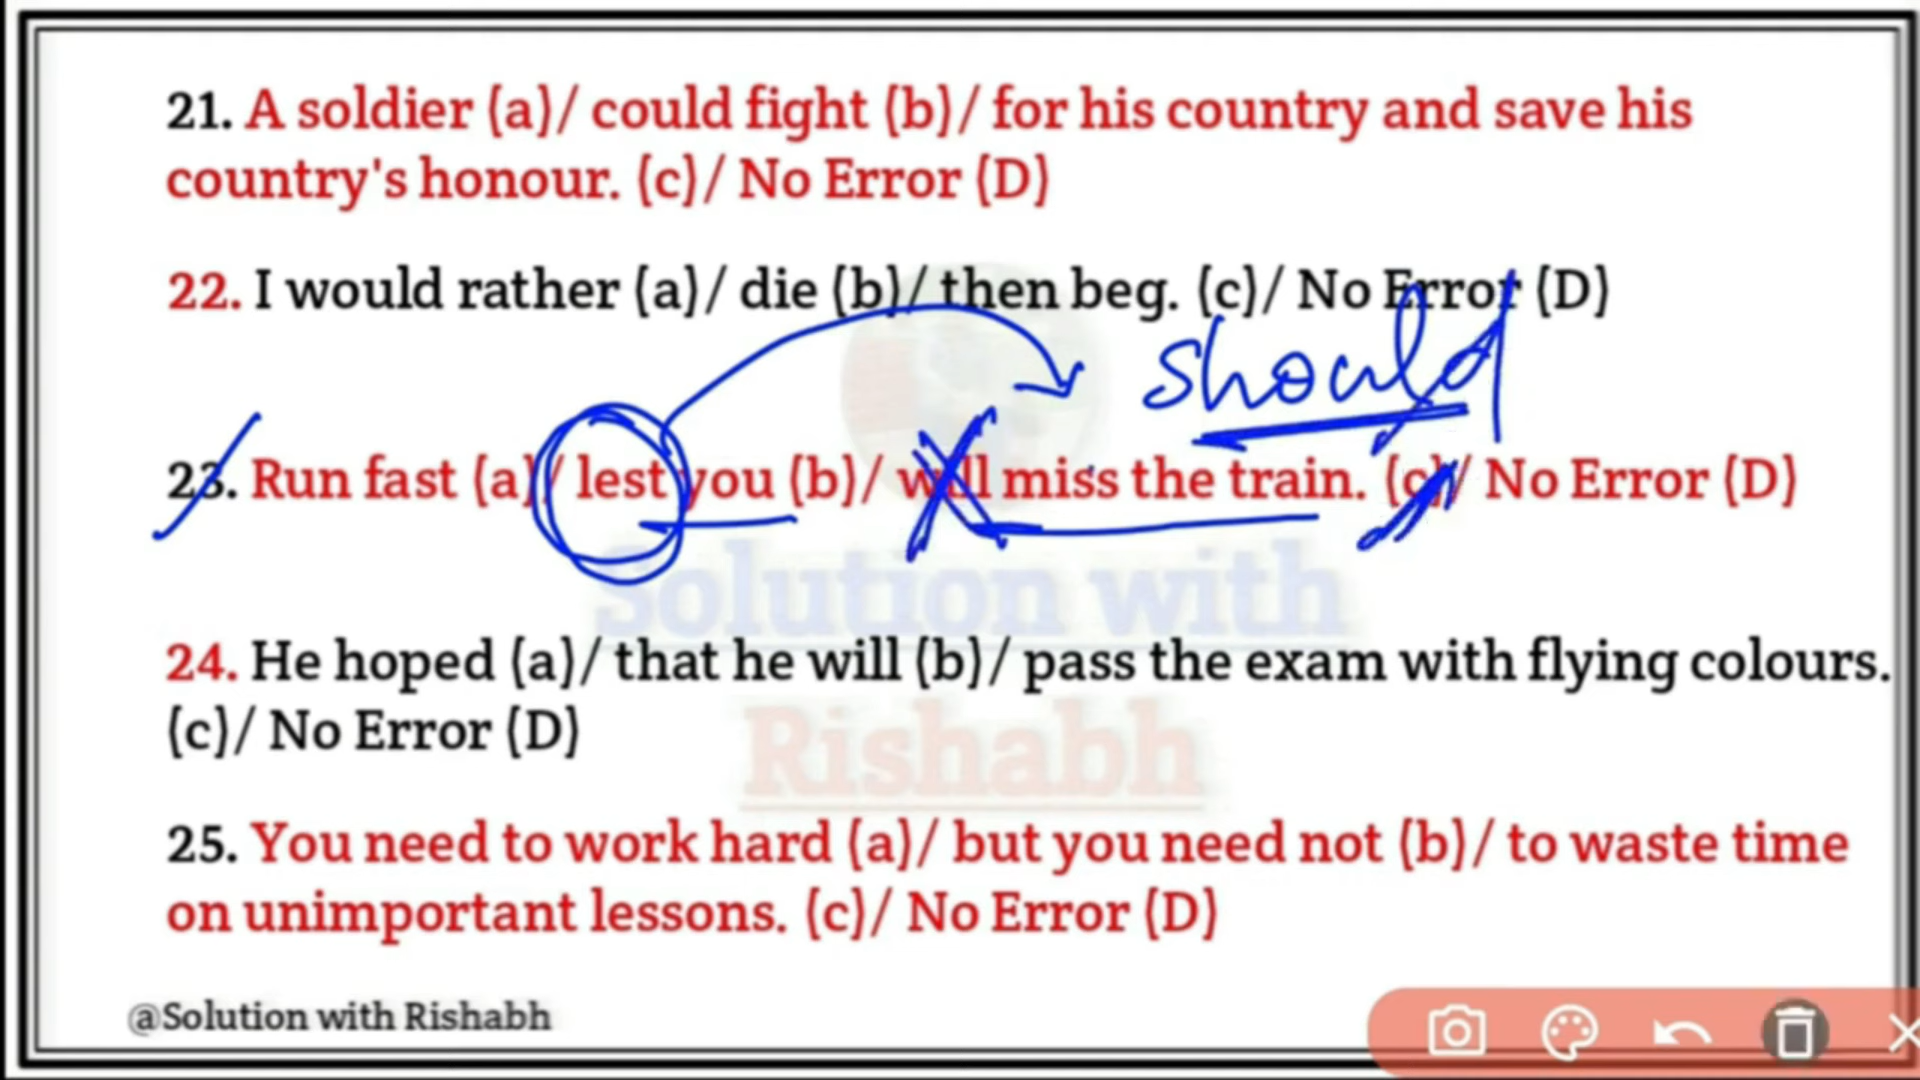 21. A soldier (a)/ could fight (b)/ for his country and save his
country's honour. (c)/ No Error (D)
22. I would rather (a)/ die (b)/ then beg. (c)/ No Error (D)
should
23. Run fast (a)/ lest you (b)/ will miss the train. (c)/ No Error (D)
Solution with
24. He hoped (a)/ that he will (b)/ pass the exam with flying colours.
(c)/ No Error (D)
Rishabh
25. You need to work hard (a)/ but you need not (b)/ to waste time
on unimportant lessons. (c)/ No Error (D)
@Solution with Rishabh